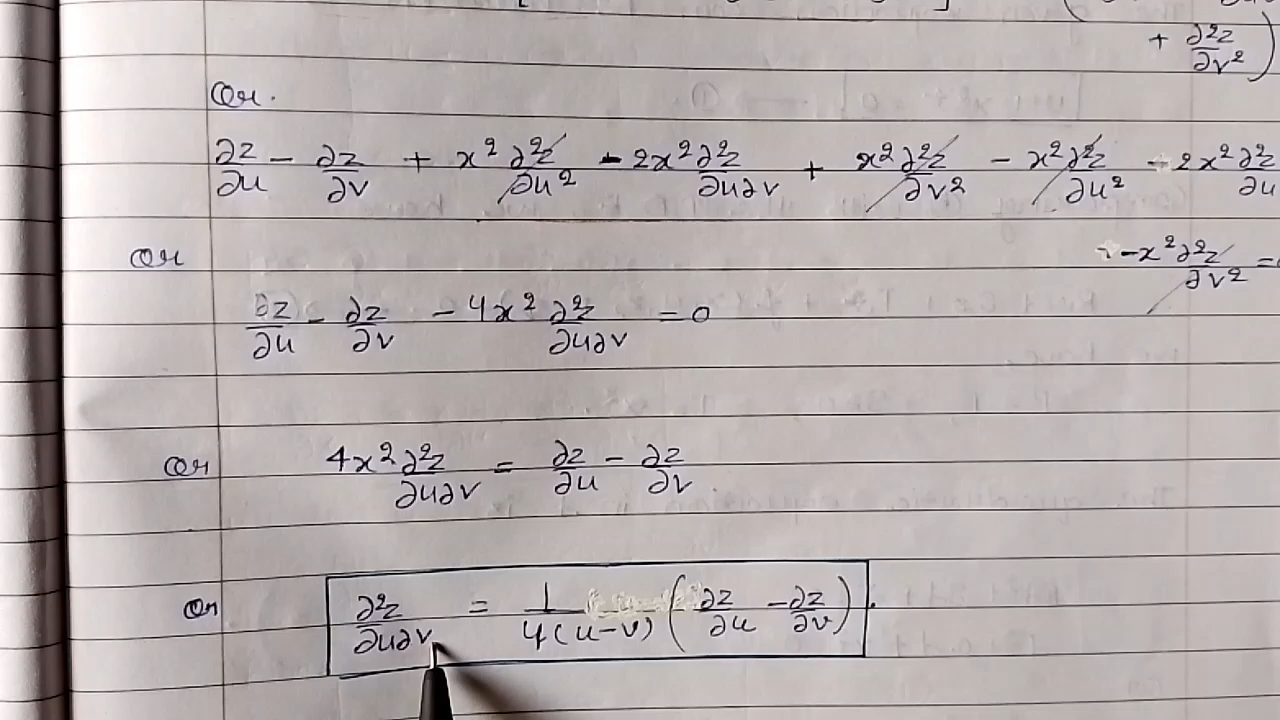 + ∂²z/∂v² )
Or.
∂z/∂u - ∂z/∂v + x² ∂²z/∂u² - 2x² ∂²z/∂u∂v + x² ∂²z/∂v² - x² ∂²z/∂u² - 2x² ∂²z/∂u
- x² ∂²z/∂v² =
Or
∂z/∂u - ∂z/∂v - 4x² ∂²z/∂u∂v = 0
Or 4x² ∂²z/∂u∂v = ∂z/∂u - ∂z/∂v
Or ∂²z/∂u∂v = 1/4(u-v) (∂z/∂u - ∂z/∂v).